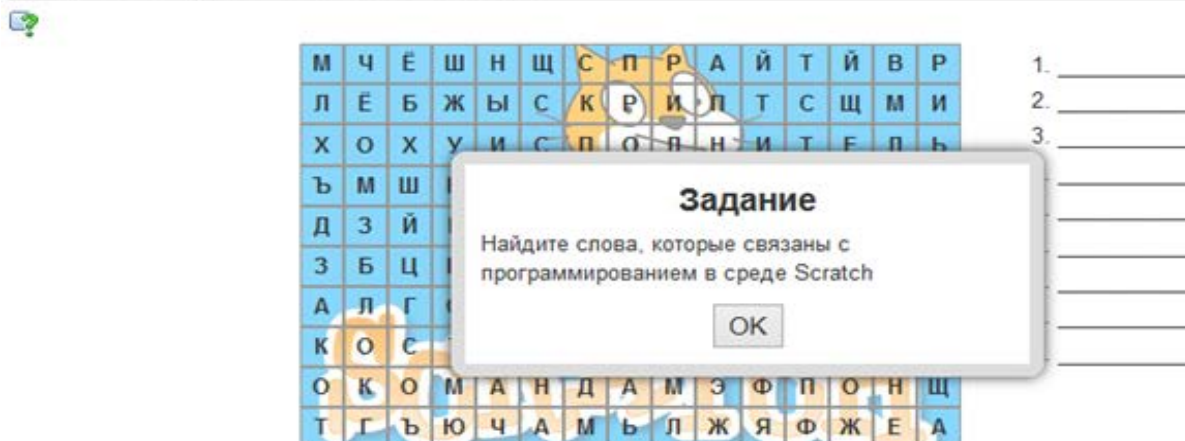 М Ч Ё Ш Н Щ С П Р А Й Т Й В Р
1.
Л Ё Б Ж Ы С К Р И П Т С Щ М И
2.
Х О Х У И С П О Л Н И Т Е Л Ь
3.
Ъ М Ш
Задание
Д З Й
Найдите слова, которые связаны с
З Б Ц
программированием в среде Scratch
А Л Г
OK
К О С
О К О М А Н Д А М Э Ф П О Н Щ
Т Г Ъ Ю Ч А М Ь Л Ж Я Ф Ж Е А